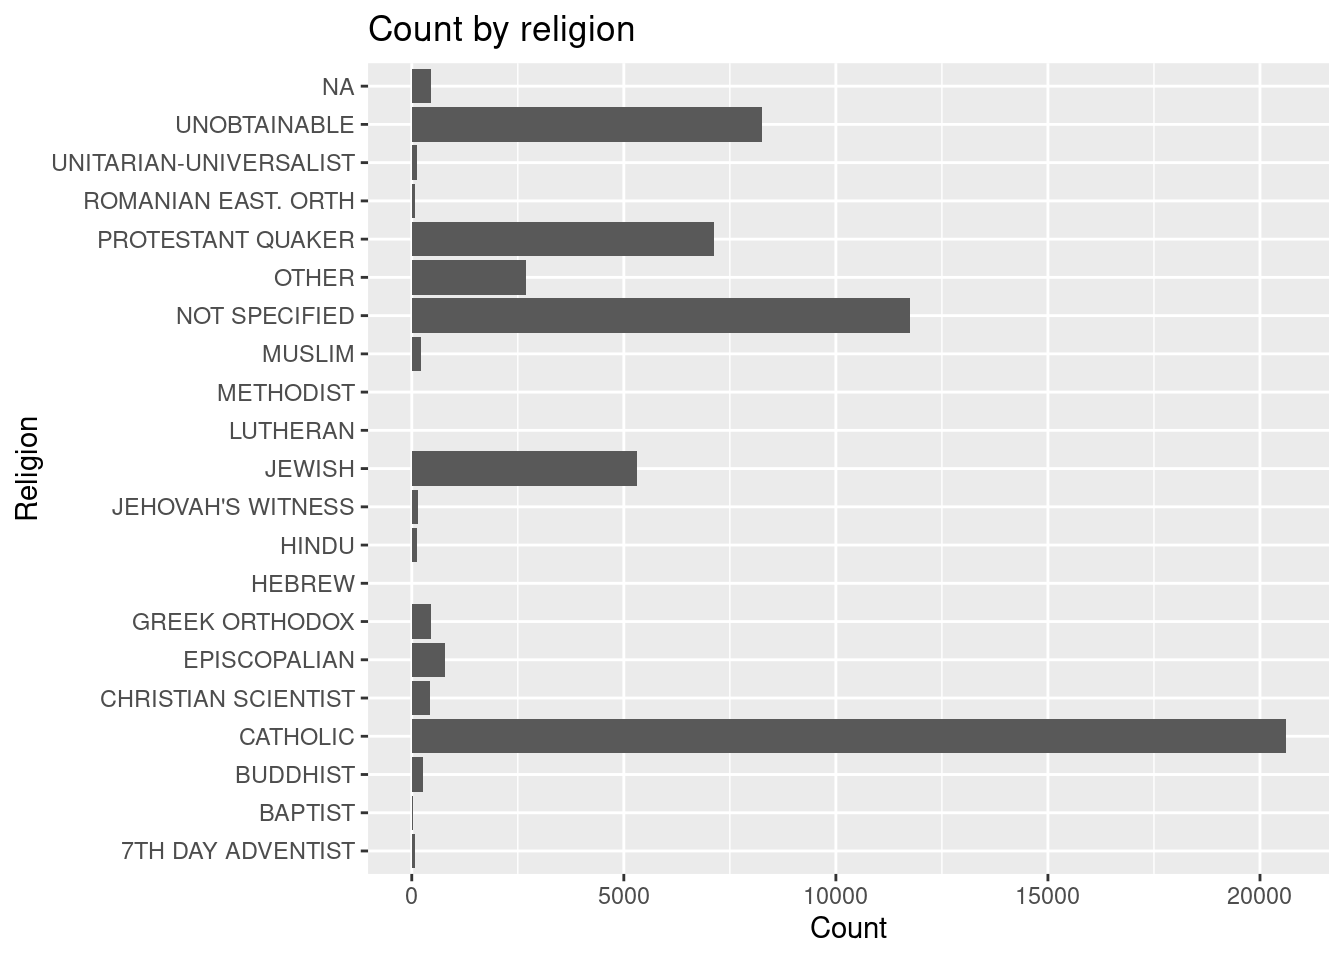 Count by religion
NA
UNOBTAINABLE
UNITARIAN-UNIVERSALIST
ROMANIAN EAST. ORTH
PROTESTANT QUAKER
OTHER
NOT SPECIFIED
MUSLIM
METHODIST
LUTHERAN
JEWISH
JEHOVAH'S WITNESS
HINDU
HEBREW
GREEK ORTHODOX
EPISCOPALIAN
CHRISTIAN SCIENTIST
CATHOLIC
BUDDHIST
BAPTIST
7TH DAY ADVENTIST
Religion
0 5000 10000 15000 20000
Count